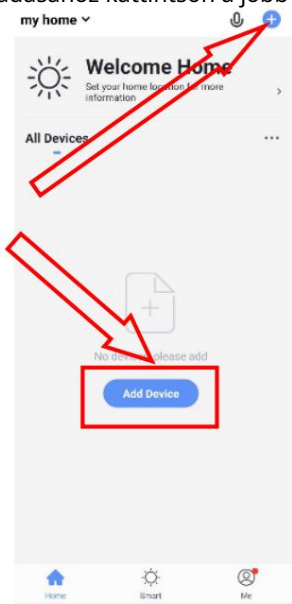 kattintson a jobb
my home
Welcome Home
Set your home location for more
information
All Devices
No devices, please add
Add Device
Home
Smart
Me